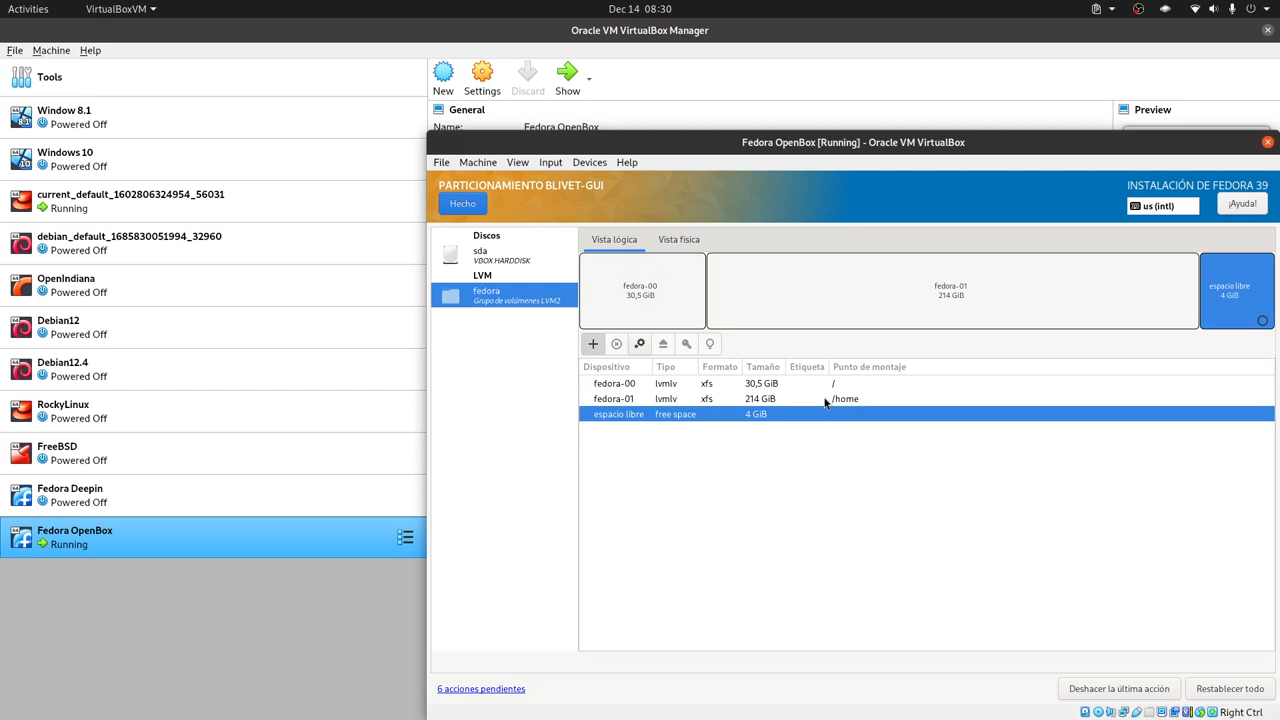 Activities VirtualBoxVM Dec 14 08:30
Oracle VM VirtualBox Manager
File Machine Help
Tools
New Settings Discard Show
General Preview
Name: Fedora OpenBox
Window 8.1
Powered Off
Windows 10
Powered Off
current_default_1602806324954_56031
Running
debian_default_1685830051994_32960
Powered Off
OpenIndiana
Powered Off
Debian12
Powered Off
Debian12.4
Powered Off
RockyLinux
Powered Off
FreeBSD
Powered Off
Fedora Deepin
Powered Off
Fedora OpenBox
Running
Fedora OpenBox [Running] - Oracle VM VirtualBox
File Machine View Input Devices Help
PARTICIONAMIENTO BLIVET-GUI INSTALACIÓN DE FEDORA 39
Hecho us (intl) ¡Ayuda!
Discos
sda
VBOX HARDDISK
LVM
fedora
Grupo de volúmenes LVM2
Vista lógica Vista física
fedora-00
30,5 GiB
fedora-01
214 GiB
espacio libre
4 GiB
Dispositivo Tipo Formato Tamaño Etiqueta Punto de montaje
fedora-00 lvmlv xfs 30,5 GiB /
fedora-01 lvmlv xfs 214 GiB /home
espacio libre free space 4 GiB
6 acciones pendientes Deshacer la última acción Restablecer todo
Right Ctrl